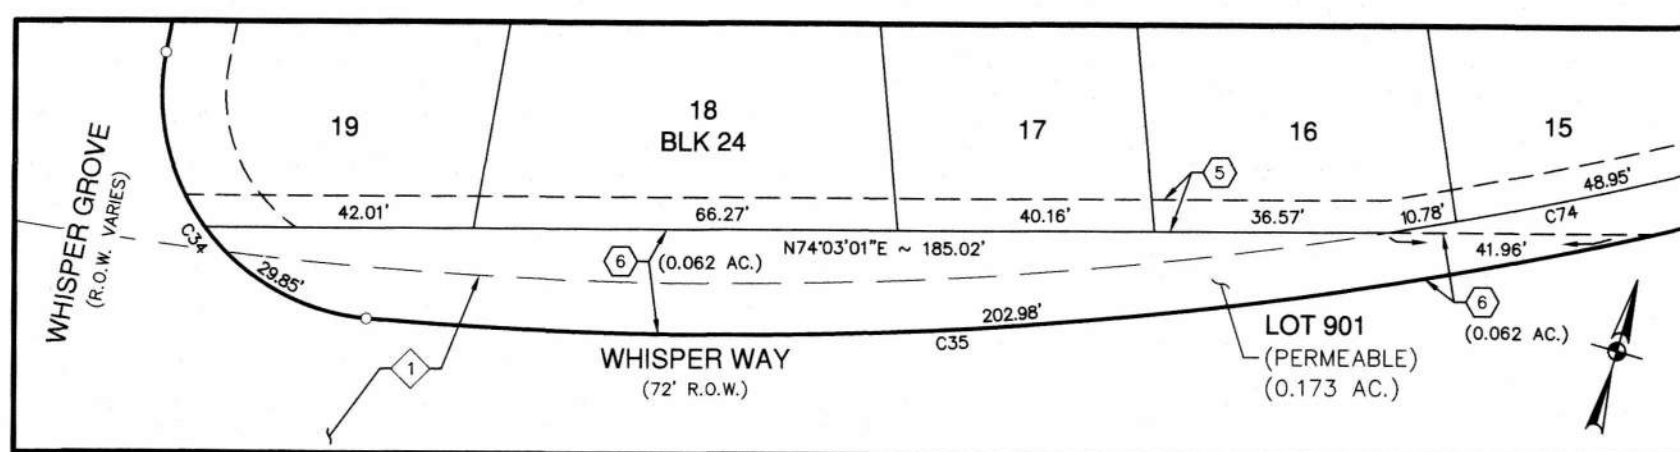 19
18
BLK 24
17
16
15
WHISPER GROVE
(R.O.W. VARIES)
5
42.01'
66.27'
40.16'
36.57'
10.78'
48.95'
C74
C34
29.85'
6
(0.062 AC.)
N74°03'01"E ~ 185.02'
41.96'
6
(0.062 AC.)
202.98'
C35
1
WHISPER WAY
(72' R.O.W.)
LOT 901
(PERMEABLE)
(0.173 AC.)